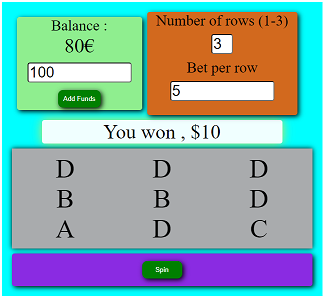 Balance :
80€
100
Add Funds
Number of rows (1-3)
3
Bet per row
5
You won , $10
D D D
B B D
A D C
Spin